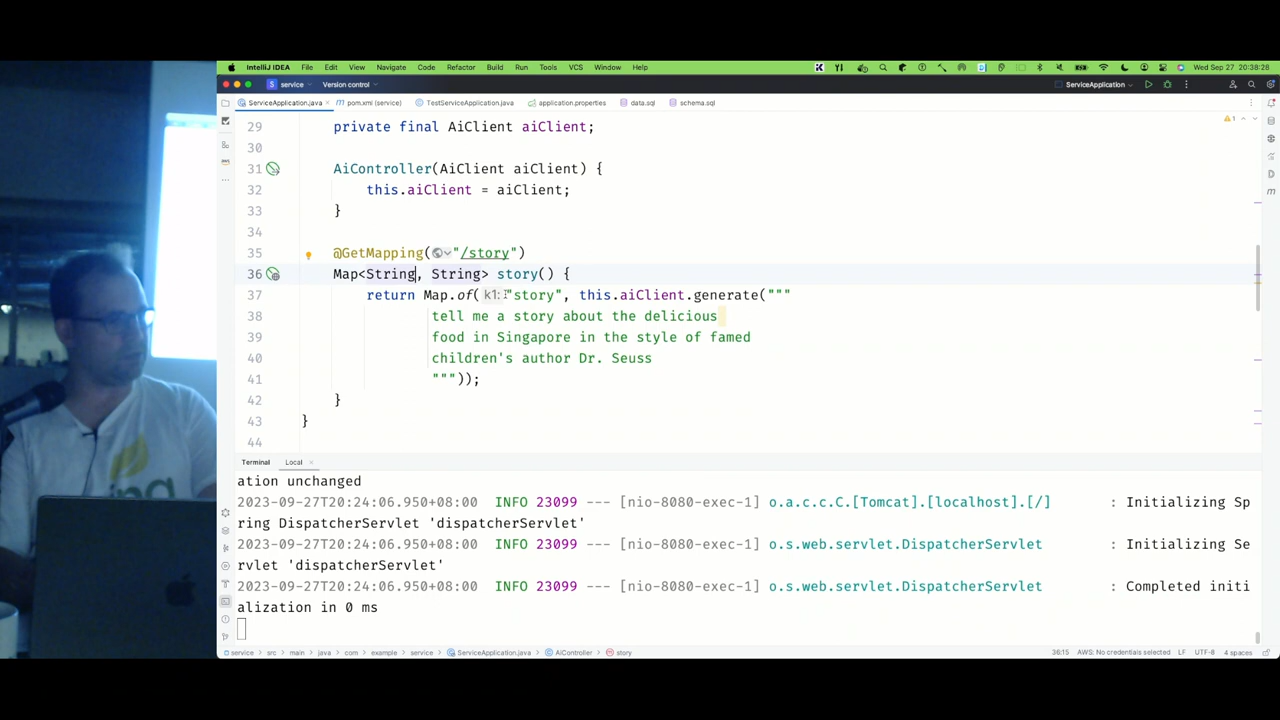 IntelliJ IDEA File Edit View Navigate Code Refactor Build Run Tools VCS Window Help Wed Sep 27 20:38:28
S service Version control ServiceApplication
ServiceApplication.java pom.xml (service) TestServiceApplication.java application.properties data.sql schema.sql
1
29 private final AiClient aiClient;
30
31 AiController(AiClient aiClient) {
32 this.aiClient = aiClient;
33 }
34
35 @GetMapping("/story")
36 Map<String, String> story() {
37 return Map.of( k1: "story", this.aiClient.generate("""
38 tell me a story about the delicious
39 food in Singapore in the style of famed
40 children's author Dr. Seuss
41 """));
42 }
43 }
44
Terminal Local
ation unchanged
2023-09-27T20:24:06.950+08:00 INFO 23099 --- [nio-8080-exec-1] o.a.c.c.C.[Tomcat].[localhost].[/] : Initializing Sp
ring DispatcherServlet 'dispatcherServlet'
2023-09-27T20:24:06.950+08:00 INFO 23099 --- [nio-8080-exec-1] o.s.web.servlet.DispatcherServlet : Initializing Se
rvlet 'dispatcherServlet'
2023-09-27T20:24:06.950+08:00 INFO 23099 --- [nio-8080-exec-1] o.s.web.servlet.DispatcherServlet : Completed initi
alization in 0 ms
service src main java com example service ServiceApplication.java AiController story 36:15 AWS: No credentials selected LF UTF-8 4 spaces